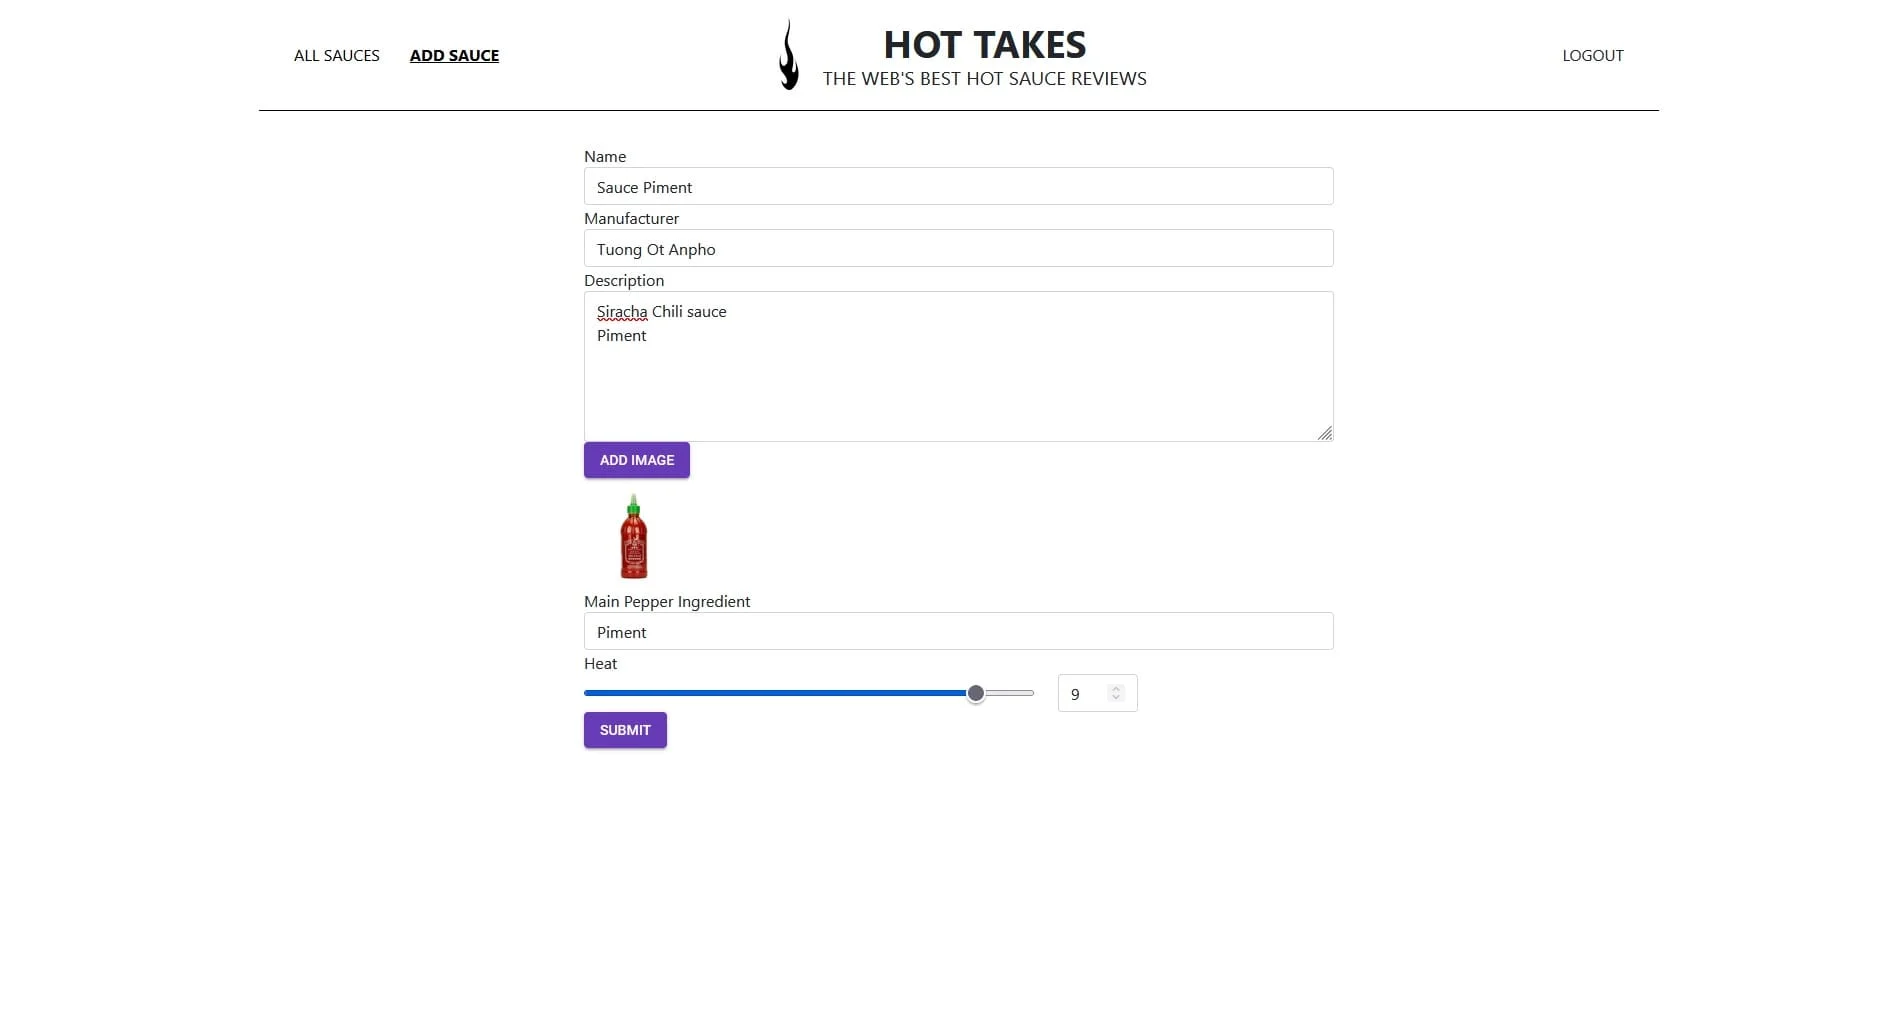 ALL SAUCES
ADD SAUCE
HOT TAKES
THE WEB'S BEST HOT SAUCE REVIEWS
LOGOUT
Name
Sauce Piment
Manufacturer
Tuong Ot Anpho
Description
Siracha Chili sauce
Piment
ADD IMAGE
Main Pepper Ingredient
Piment
Heat
9
SUBMIT